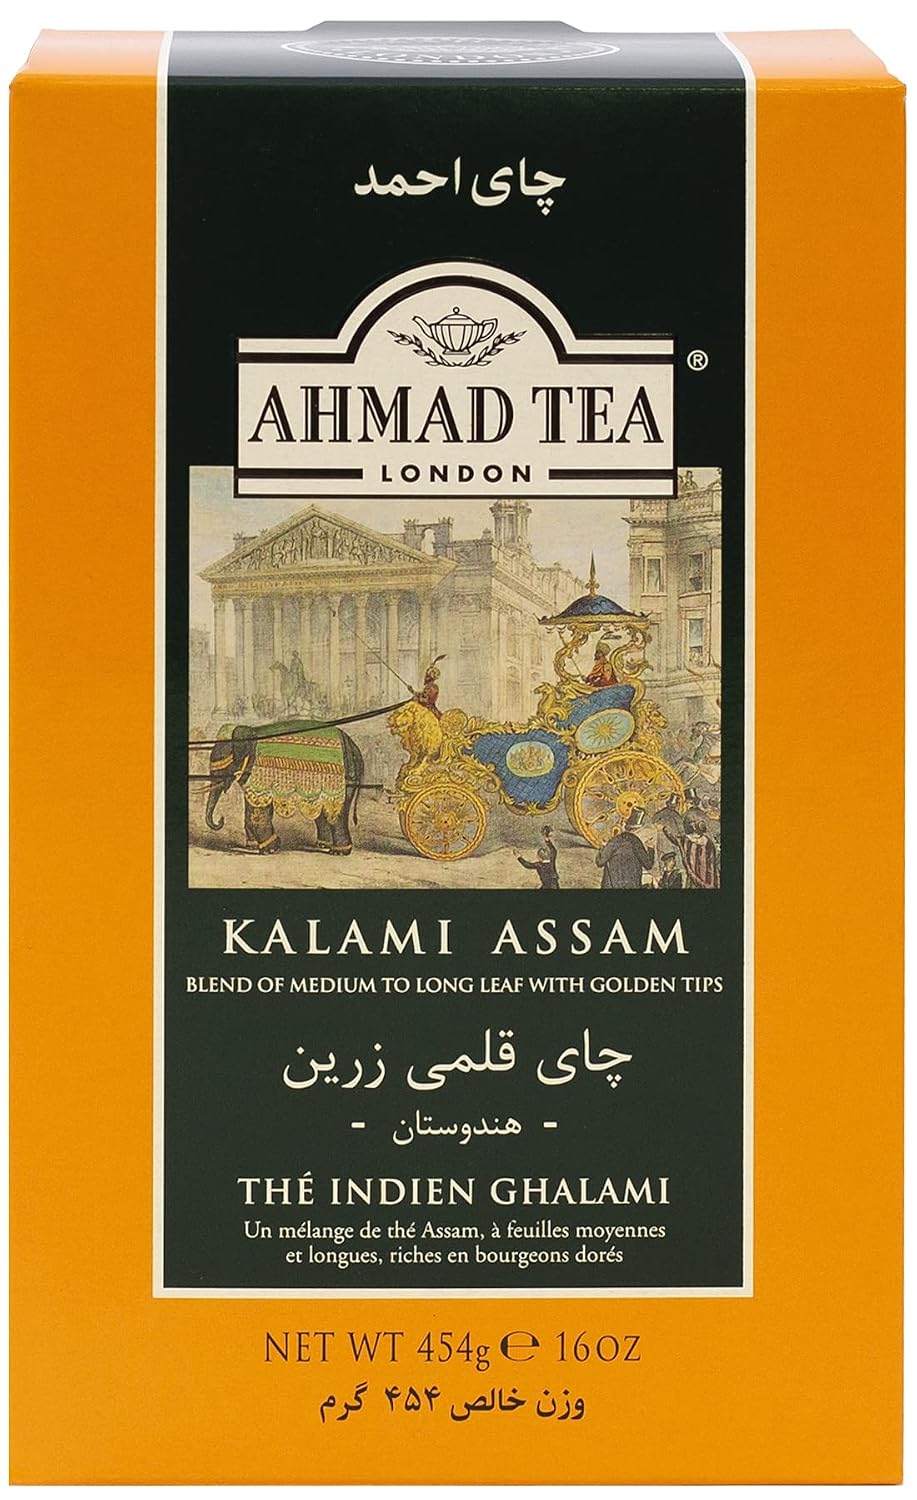 چای احمد
AHMAD TEA ®
LONDON
KALAMI ASSAM
BLEND OF MEDIUM TO LONG LEAF WITH GOLDEN TIPS
چای قلمی زرین
- هندوستان -
THÉ INDIEN GHALAMI
Un mélange de thé Assam, à feuilles moyennes
et longues, riches en bourgeons dorés
NET WT 454g ℮ 16OZ
وزن خالص ۴۵۴ گرم